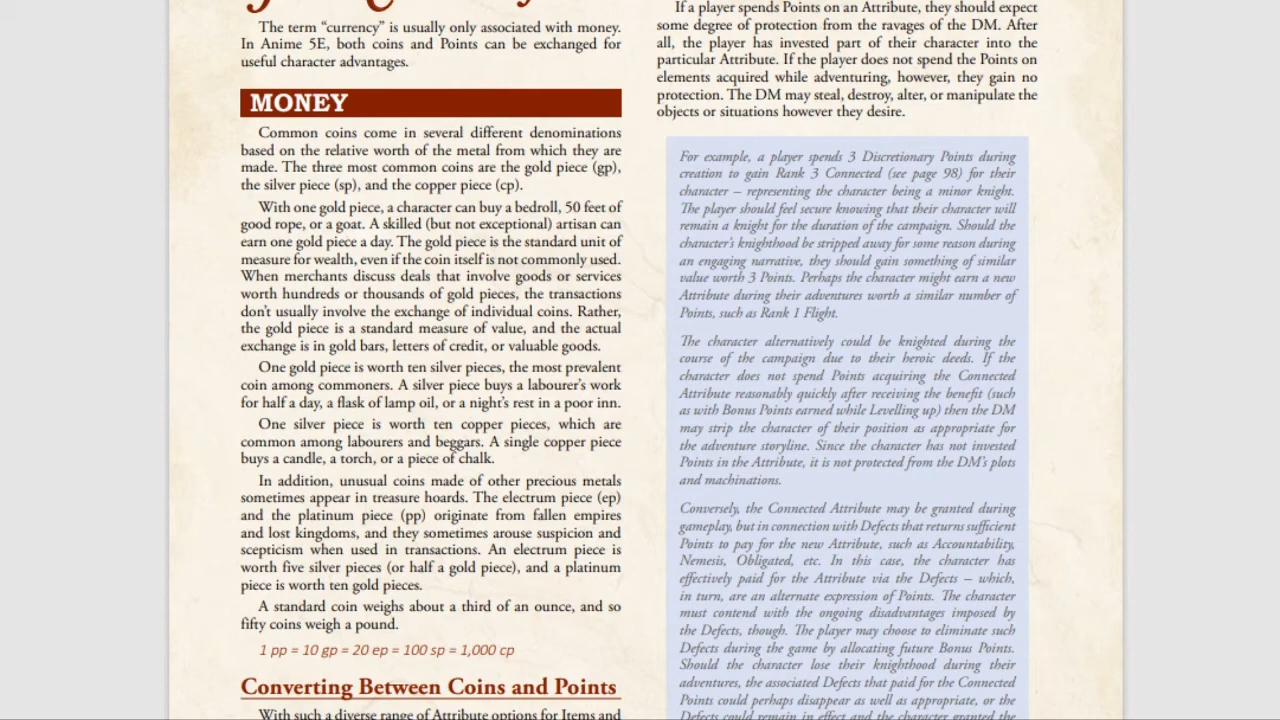 The term “currency” is usually only associated with money.
In Anime 5E, both coins and Points can be exchanged for
useful character advantages.
MONEY
Common coins come in several different denominations
based on the relative worth of the metal from which they are
made. The three most common coins are the gold piece (gp),
the silver piece (sp), and the copper piece (cp).
With one gold piece, a character can buy a bedroll, 50 feet of
good rope, or a goat. A skilled (but not exceptional) artisan can
earn one gold piece a day. The gold piece is the standard unit of
measure for wealth, even if the coin itself is not commonly used.
When merchants discuss deals that involve goods or services
worth hundreds or thousands of gold pieces, the transactions
don’t usually involve the exchange of individual coins. Rather,
the gold piece is a standard measure of value, and the actual
exchange is in gold bars, letters of credit, or valuable goods.
One gold piece is worth ten silver pieces, the most prevalent
coin among commoners. A silver piece buys a labourer’s work
for half a day, a flask of lamp oil, or a night’s rest in a poor inn.
One silver piece is worth ten copper pieces, which are
common among labourers and beggars. A single copper piece
buys a candle, a torch, or a piece of chalk.
In addition, unusual coins made of other precious metals
sometimes appear in treasure hoards. The electrum piece (ep)
and the platinum piece (pp) originate from fallen empires
and lost kingdoms, and they sometimes arouse suspicion and
scepticism when used in transactions. An electrum piece is
worth five silver pieces (or half a gold piece), and a platinum
piece is worth ten gold pieces.
A standard coin weighs about a third of an ounce, and so
fifty coins weigh a pound.
1 pp = 10 gp = 20 ep = 100 sp = 1,000 cp
Converting Between Coins and Points
With such a diverse range of Attribute options for Items and
If a player spends Points on an Attribute, they should expect
some degree of protection from the ravages of the DM. After
all, the player has invested part of their character into the
particular Attribute. If the player does not spend the Points on
elements acquired while adventuring, however, they gain no
protection. The DM may steal, destroy, alter, or manipulate the
objects or situations however they desire.
For example, a player spends 3 Discretionary Points during
creation to gain Rank 3 Connected (see page 98) for their
character – representing the character being a minor knight.
The player should feel secure knowing that their character will
remain a knight for the duration of the campaign. Should the
character’s knighthood be stripped away for some reason during
an engaging narrative, they should gain something of similar
value worth 3 Points. Perhaps the character might earn a new
Attribute during their adventures worth a similar number of
Points, such as Rank 1 Flight.
The character alternatively could be knighted during the
course of the campaign due to their heroic deeds. If the
character does not spend Points acquiring the Connected
Attribute reasonably quickly after receiving the benefit (such
as with Bonus Points earned while Levelling up) then the DM
may strip the character of their position as appropriate for
the adventure storyline. Since the character has not invested
Points in the Attribute, it is not protected from the DM’s plots
and machinations.
Conversely, the Connected Attribute may be granted during
gameplay, but in connection with Defects that returns sufficient
Points to pay for the new Attribute, such as Accountability,
Nemesis, Obligated, etc. In this case, the character has
effectively paid for the Attribute via the Defects – which,
in turn, are an alternate expression of Points. The character
must contend with the ongoing disadvantages imposed by
the Defects, though. The player may choose to eliminate such
Defects during the game by allocating future Bonus Points.
Should the character lose their knighthood during their
adventures, the associated Defects that paid for the Connected
Points could perhaps disappear as well as appropriate, or the
Defects could remain in effect and the character granted the